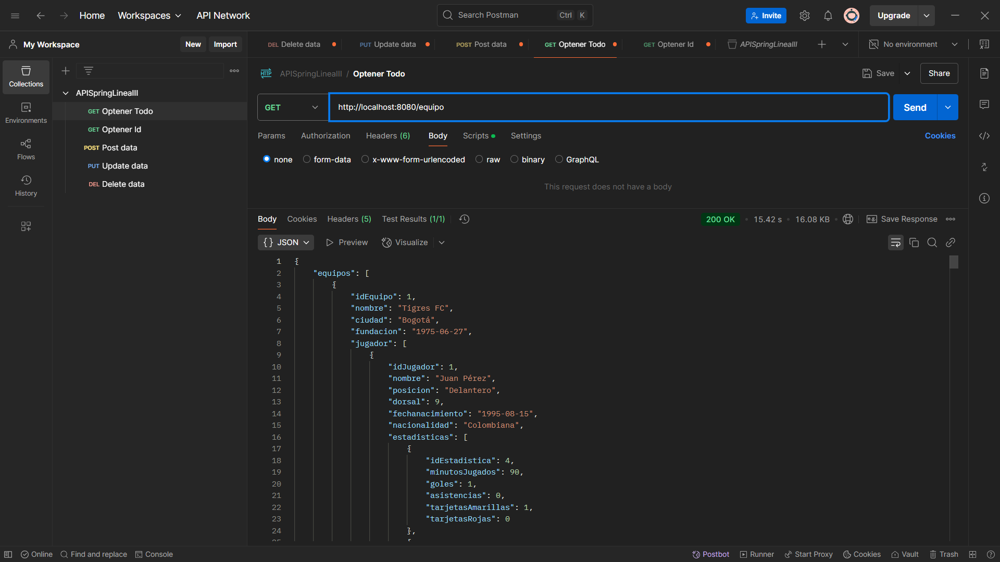 Home Workspaces API Network Search Postman Ctrl K Invite Upgrade
My Workspace New Import DEL Delete data PUT Update data POST Post data GET Optener Todo GET Optener Id APISpringLineaIII No environment
Collections
Environments
Flows
History
APISpringLineaIII
GET Optener Todo
GET Optener Id
POST Post data
PUT Update data
DEL Delete data
HTTP APISpringLineaIII / Optener Todo Save Share
GET http://localhost:8080/equipo Send
Params Authorization Headers (6) Body Scripts Settings Cookies
none form-data x-www-form-urlencoded raw binary GraphQL
This request does not have a body
Body Cookies Headers (5) Test Results (1/1) 200 OK • 15.42 s • 16.08 KB • e.g. Save Response
{} JSON Preview Visualize
1 {
2 "equipos": [
3 {
4 "idEquipo": 1,
5 "nombre": "Tigres FC",
6 "ciudad": "Bogotá",
7 "fundacion": "1975-06-27",
8 "jugador": [
9 {
10 "idJugador": 1,
11 "nombre": "Juan Pérez",
12 "posicion": "Delantero",
13 "dorsal": 9,
14 "fechanacimiento": "1995-08-15",
15 "nacionalidad": "Colombiana",
16 "estadisticas": [
17 {
18 "idEstadistica": 4,
19 "minutosJugados": 90,
20 "goles": 1,
21 "asistencias": 0,
22 "tarjetasAmarillas": 1,
23 "tarjetasRojas": 0
24 },
Online Find and replace Console Postbot Runner Start Proxy Cookies Vault Trash